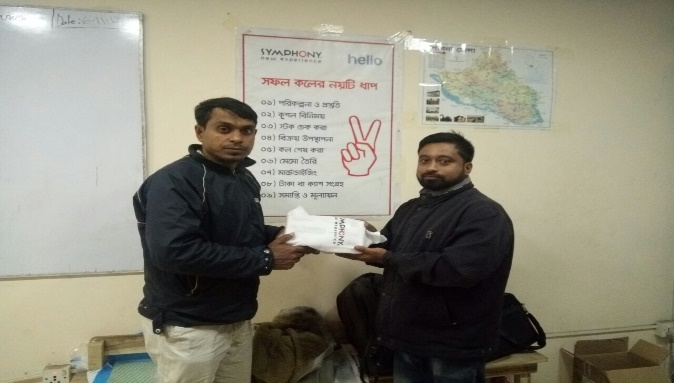 Date:
SYMPHONY
new experience
hello
সফল কলের নয়টি ধাপ
০১) পরিকল্পনা ও প্রস্তুতি
০২) কুশল বিনিময়
০৩) স্টক চেক করা
০৪) বিক্রয় উপস্থাপনা
০৫) কল শেষ করা
০৬) মেমো তৈরি
০৭) মার্চেন্ডাইজিং
০৮) টাকা বা ক্যাশ সংগ্রহ
০৯) সমাপ্তি ও মূল্যায়ন
SYMPHONY